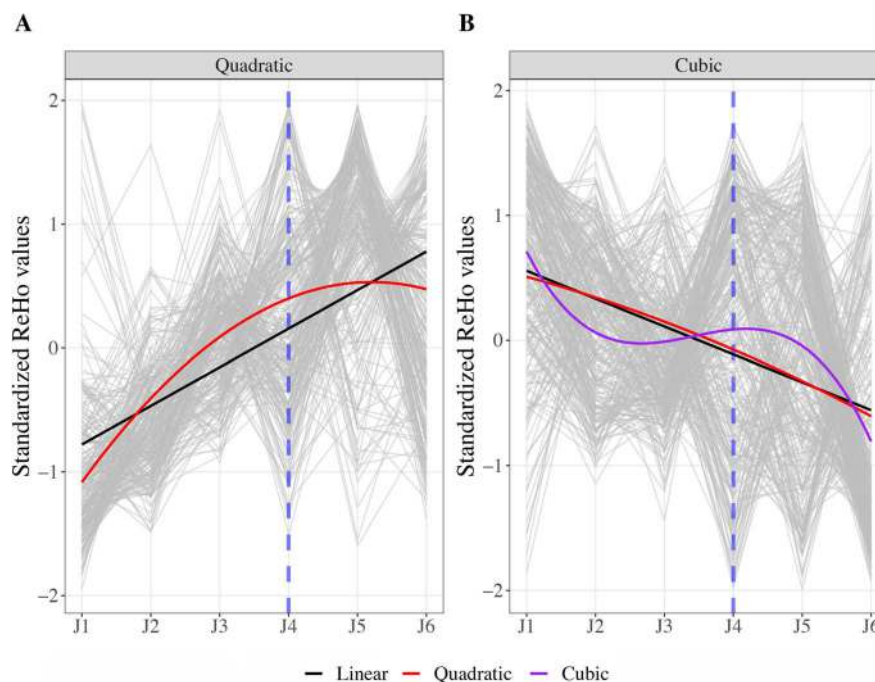 A
B
Quadratic
Cubic
Standardized ReHo values
2
1
0
−1
−2
J1 J2 J3 J4 J5 J6
Standardized ReHo values
2
1
0
−1
−2
J1 J2 J3 J4 J5 J6
Linear Quadratic Cubic